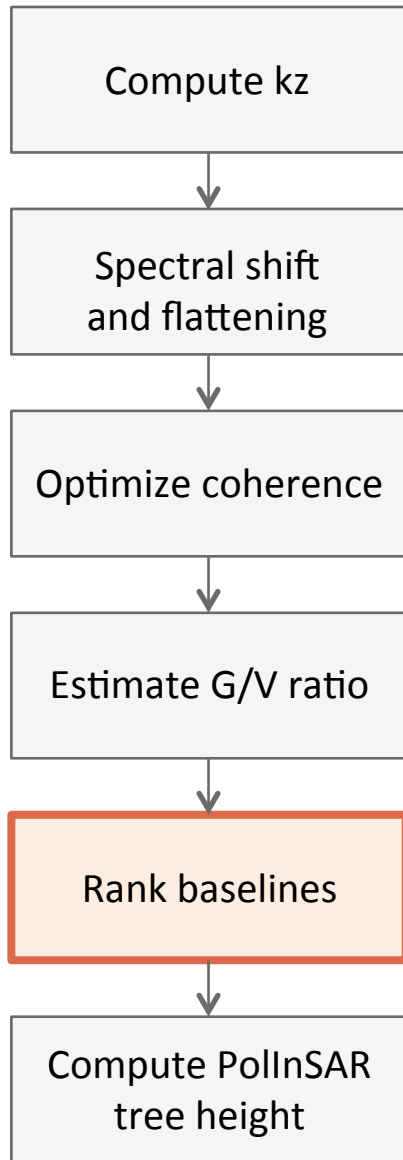 Compute kz
Spectral shift
and flattening
Optimize coherence
Estimate G/V ratio
Rank baselines
Compute PolInSAR
tree height